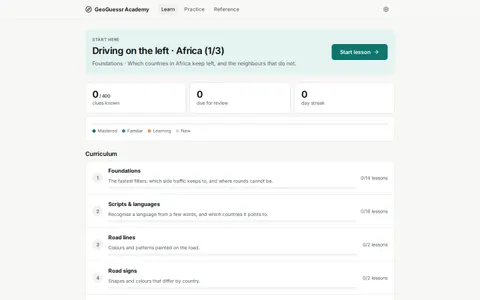 GeoGuessr Academy
Learn
Practice
Reference
START HERE
Driving on the left · Africa (1/3)
Foundations · Which countries in Africa keep left, and the neighbours that do not.
Start lesson →
0 / 400
clues known
0
due for review
0
day streak
Mastered
Familiar
Learning
New
Curriculum
1
Foundations
The fastest filters: which side traffic keeps to, and where rounds cannot be.
0/14 lessons
2
Scripts & languages
Recognise a language from a few words, and which countries it points to.
0/18 lessons
3
Road lines
Colours and patterns painted on the road.
0/2 lessons
4
Road signs
Shapes and colours that differ by country.
0/2 lessons